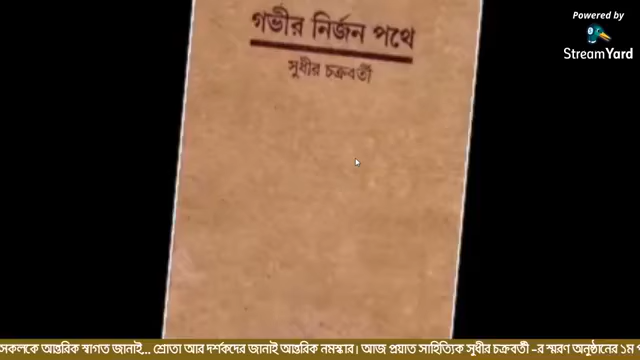 গভীর নির্জন পথে
সুধীর চক্রবর্তী
Powered by
StreamYard
সকলকে আন্তরিক স্বাগত জানাই... শ্রোতা আর দর্শকদের জানাই আন্তরিক নমস্কার। আজ প্রয়াত সাহিত্যিক সুধীর চক্রবর্তী -র স্মরণ অনুষ্ঠানের ১ম